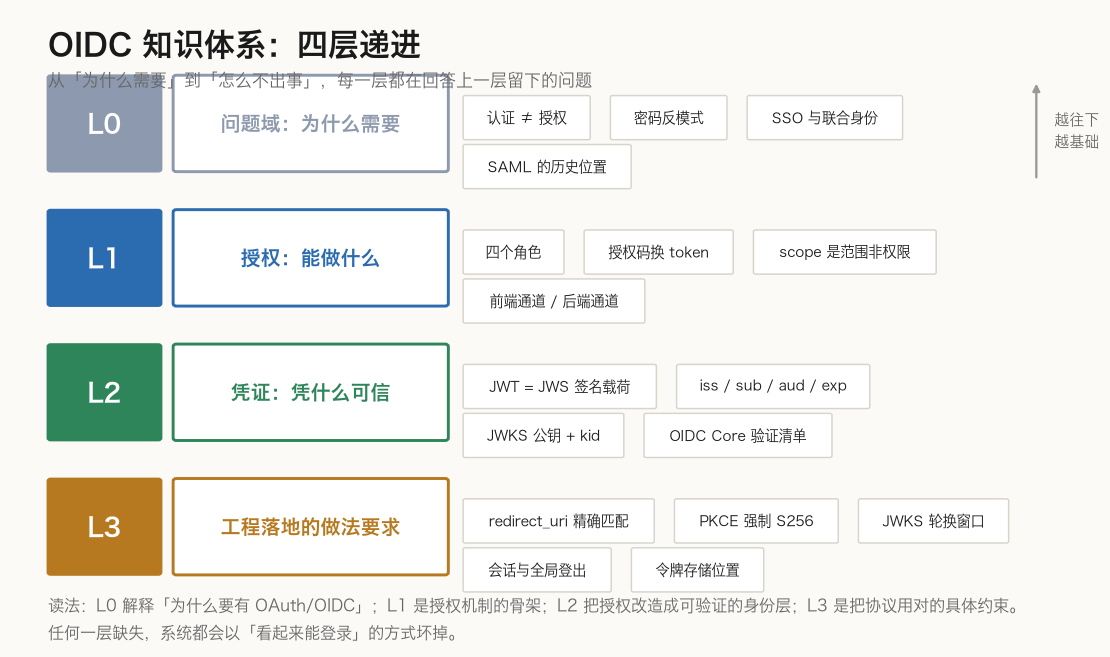 OIDC 知识体系：四层递进
从「为什么需要」到「怎么不出事」，每一层都在回答上一层留下的问题
L0
问题域：为什么需要
认证 ≠ 授权
密码反模式
SSO 与联合身份
SAML 的历史位置
越往下
越基础
L1
授权：能做什么
四个角色
授权码换 token
scope 是范围非权限
前端通道 / 后端通道
L2
凭证：凭什么可信
JWT = JWS 签名载荷
iss / sub / aud / exp
JWKS 公钥 + kid
OIDC Core 验证清单
L3
工程落地的做法要求
redirect_uri 精确匹配
PKCE 强制 S256
JWKS 轮换窗口
会话与全局登出
令牌存储位置
读法：L0 解释「为什么要有 OAuth/OIDC」；L1 是授权机制的骨架；L2 把授权改造成可验证的身份层；L3 是把协议用对的具体约束。
任何一层缺失，系统都会以「看起来能登录」的方式坏掉。